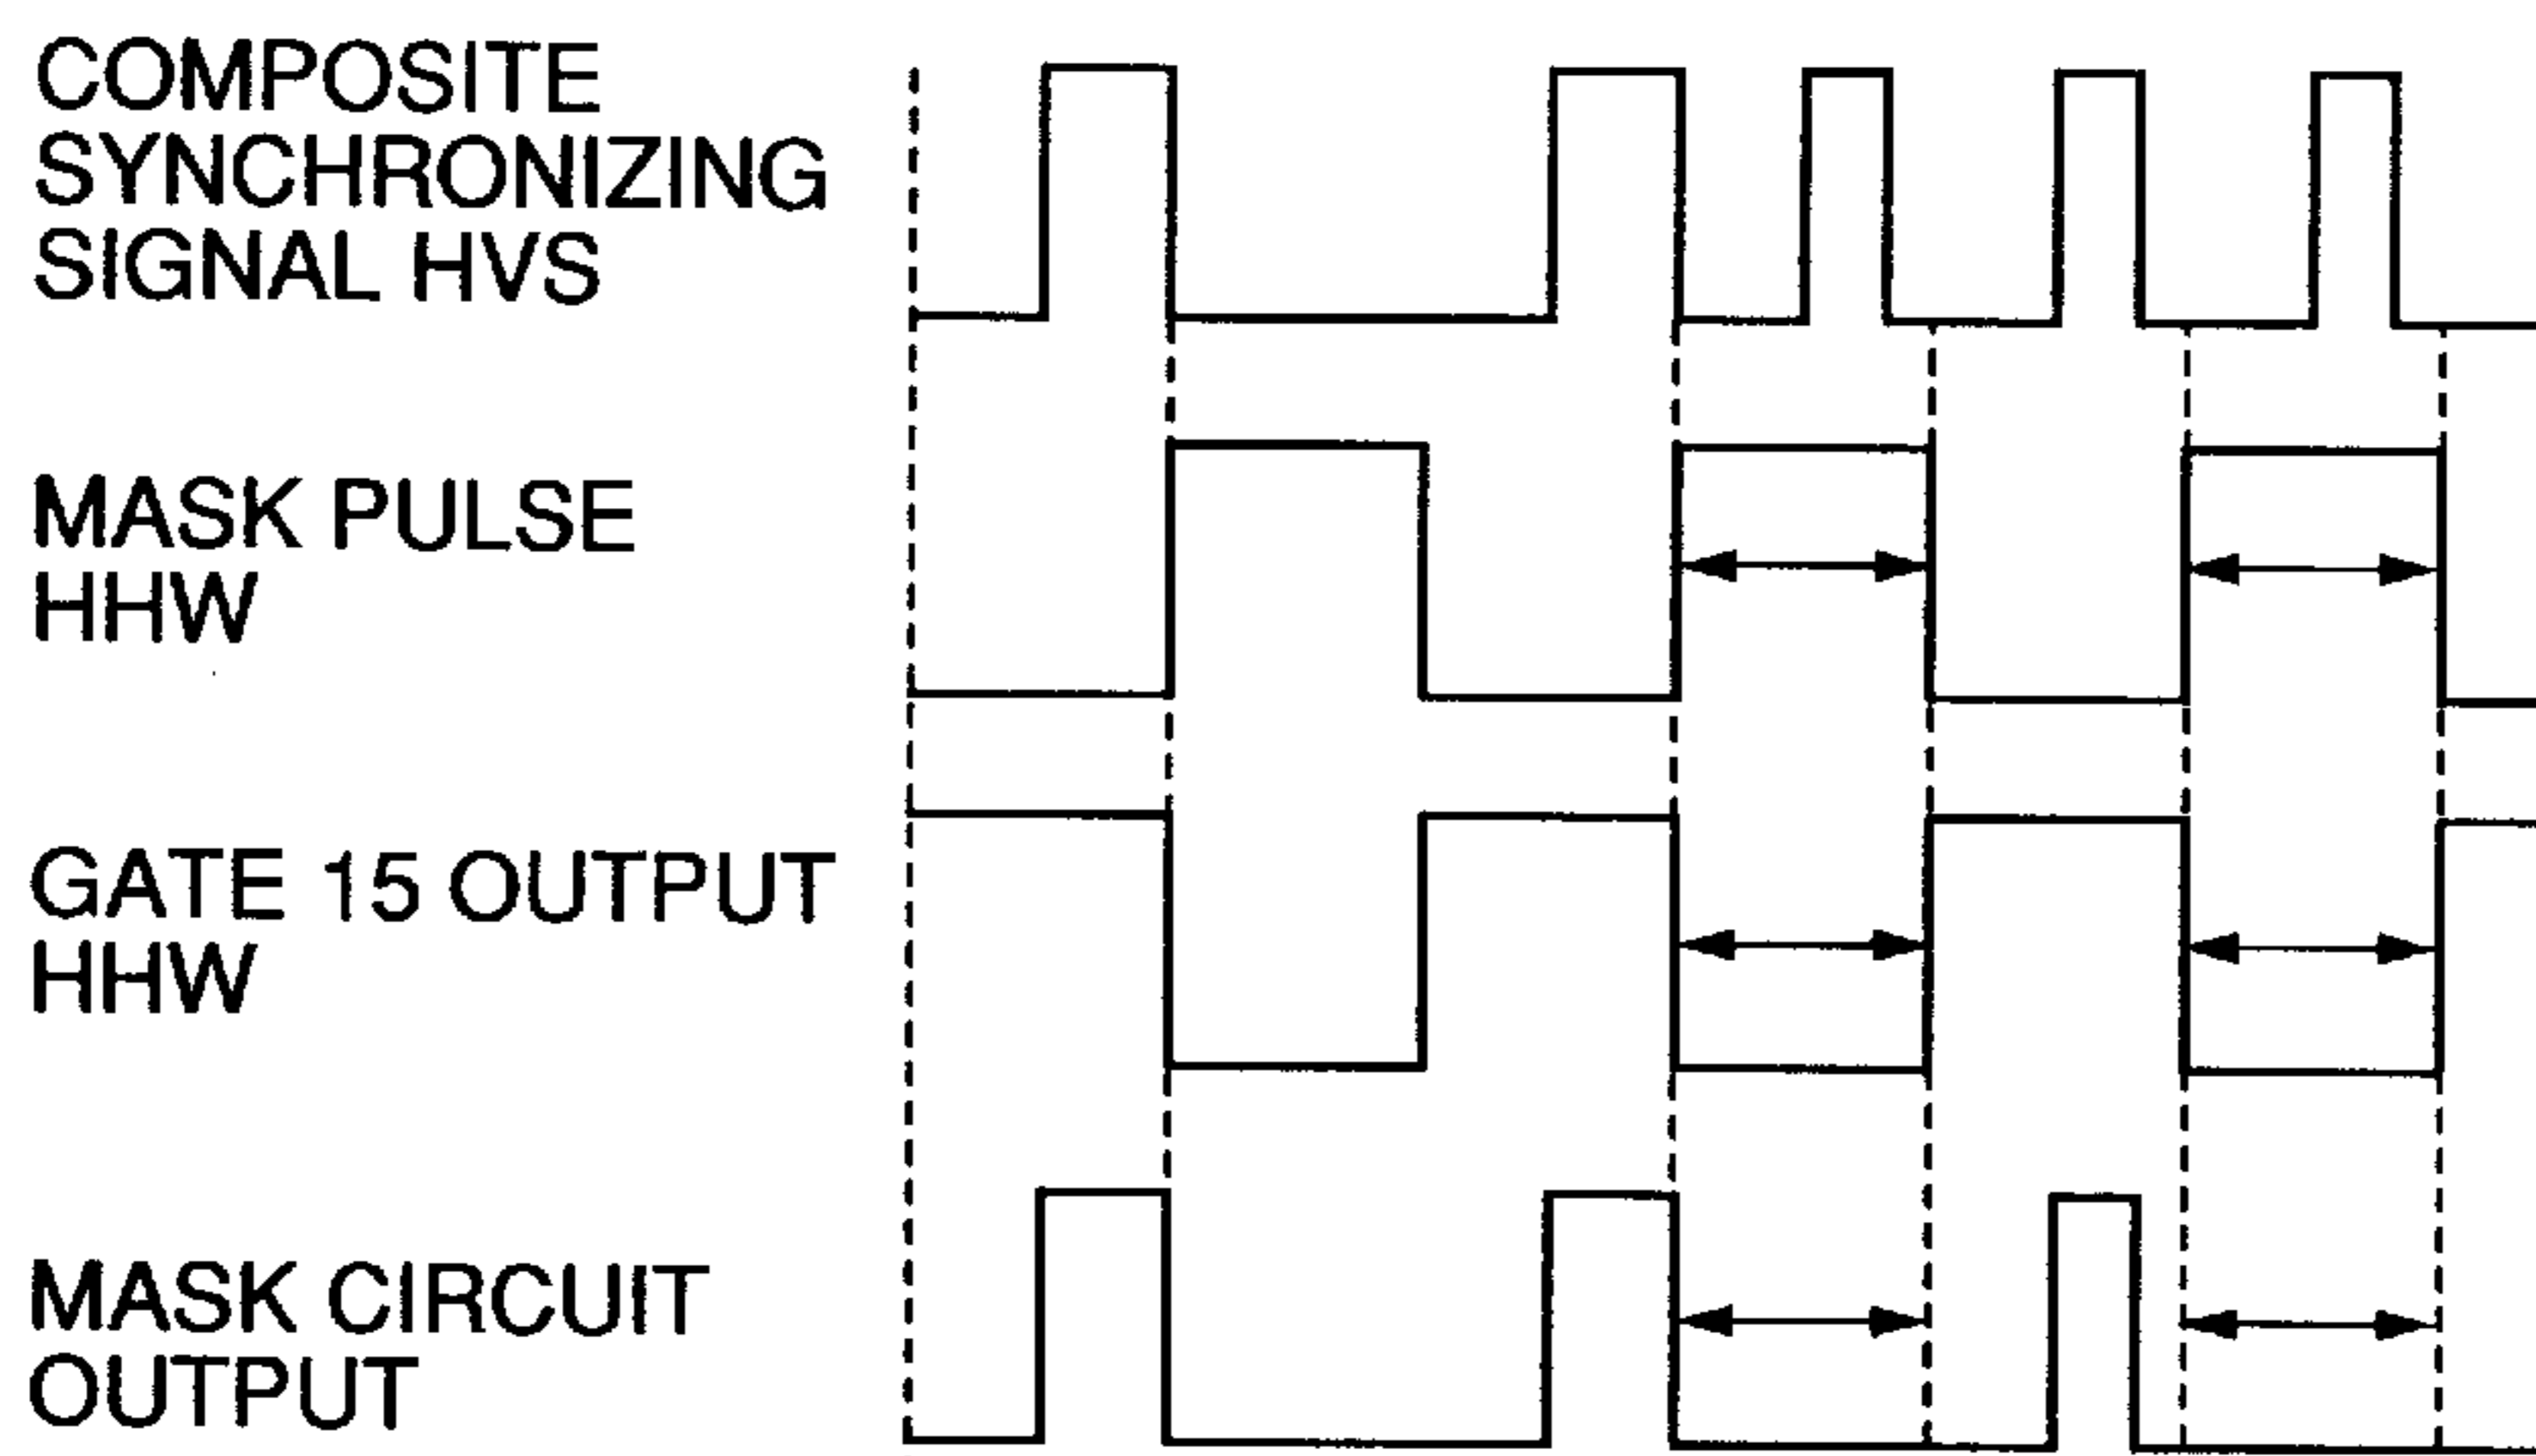 COMPOSITE
SYNCHRONIZING
SIGNAL HVS
MASK PULSE
HHW
GATE 15 OUTPUT
HHW
MASK CIRCUIT
OUTPUT